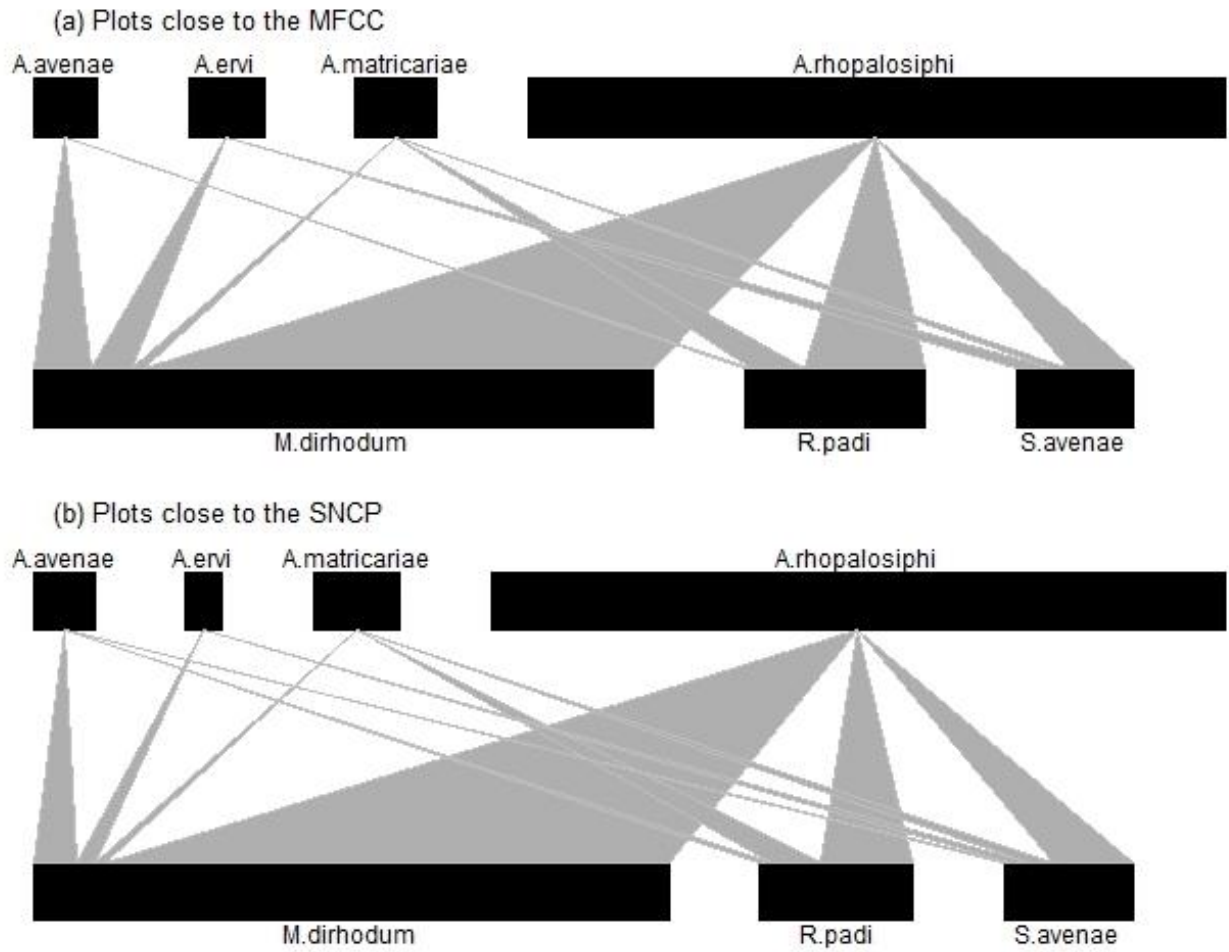 (a) Plots close to the MFCC
A.avenae A.ervi A.matricariae A.rhopalosiphi
M.dirhodum R.padi S.avenae
(b) Plots close to the SNCP
A.avenae A.ervi A.matricariae A.rhopalosiphi
M.dirhodum R.padi S.avenae